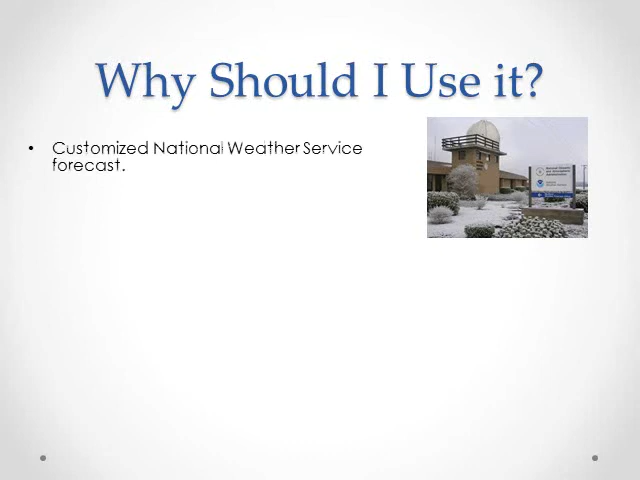 Why Should I Use it?
• Customized National Weather Service
forecast.